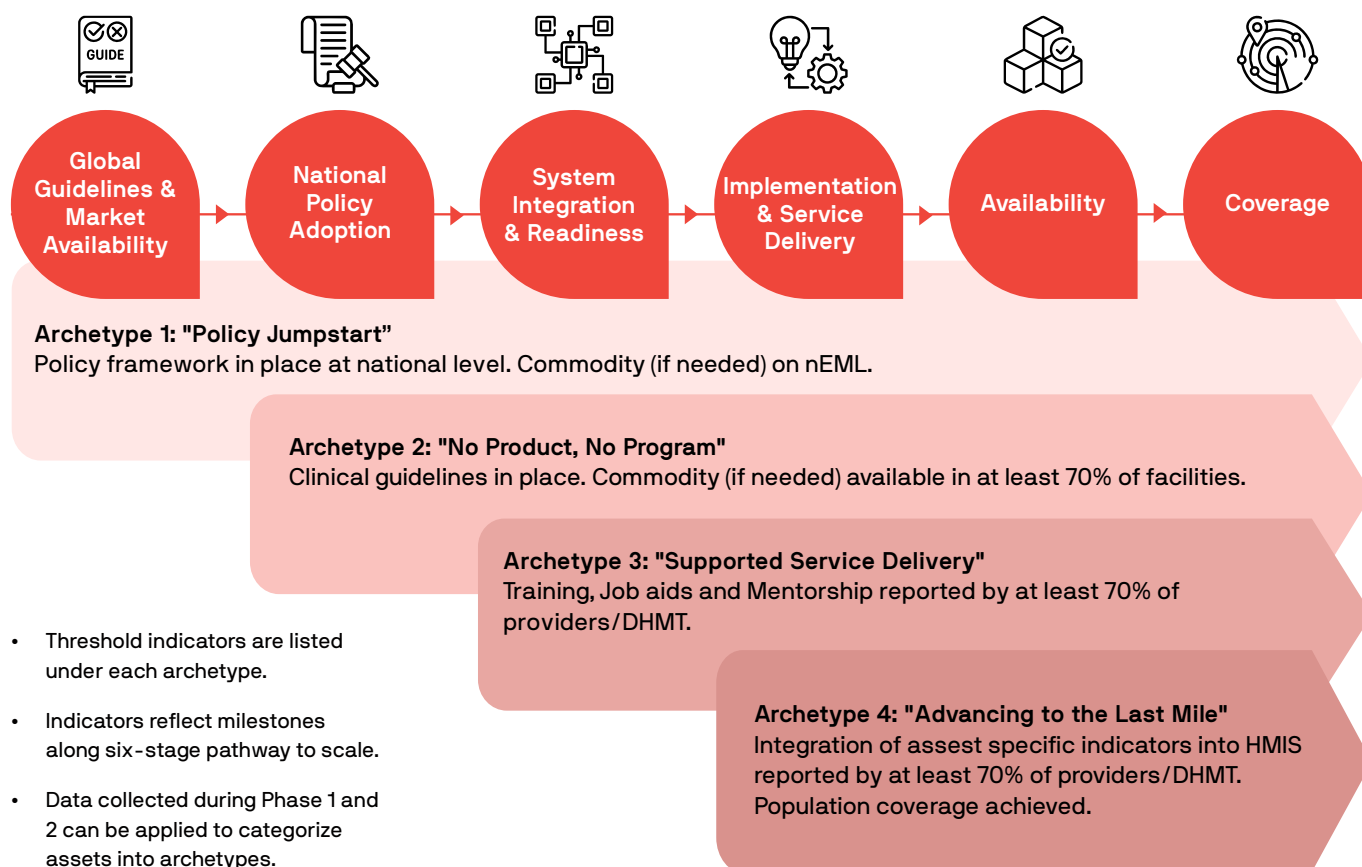 GUIDE
Global
Guidelines &
Market
Availability
National
Policy
Adoption
System
Integration
& Readiness
Implementation
& Service
Delivery
Availability
Coverage
Archetype 1: "Policy Jumpstart”
Policy framework in place at national level. Commodity (if needed) on nEML.
Archetype 2: "No Product, No Program"
Clinical guidelines in place. Commodity (if needed) available in at least 70% of facilities.
Archetype 3: "Supported Service Delivery"
Training, Job aids and Mentorship reported by at least 70% of
providers/DHMT.
Archetype 4: "Advancing to the Last Mile"
Integration of assest specific indicators into HMIS
reported by at least 70% of providers/DHMT.
Population coverage achieved.
• Threshold indicators are listed
under each archetype.
• Indicators reflect milestones
along six-stage pathway to scale.
• Data collected during Phase 1 and
2 can be applied to categorize
assets into archetypes.